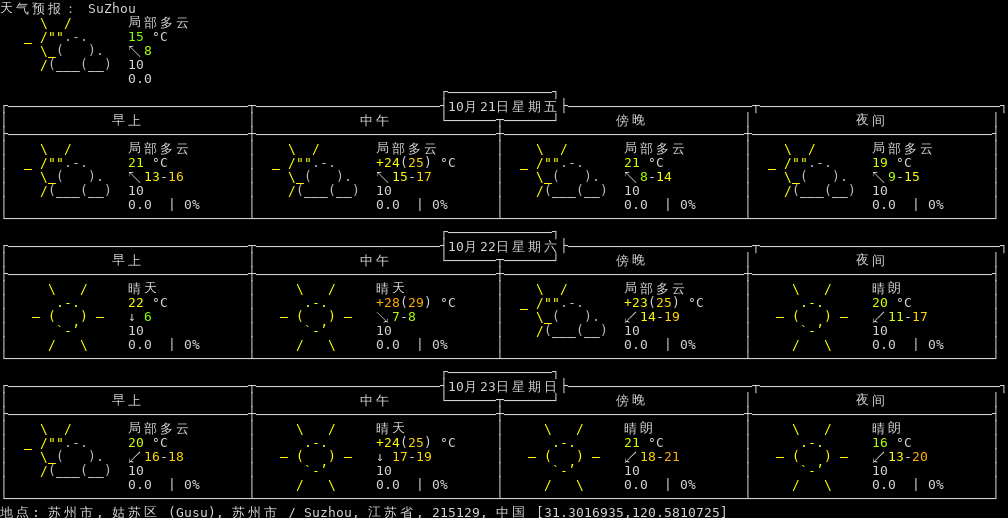 天气预报: SuZhou
局部多云
15 °C
↖ 8
10
0.0
10月21日星期五
早上 中午 傍晚 夜间
局部多云 局部多云 局部多云 局部多云
21 °C +24(25) °C 21 °C 19 °C
↖ 13-16 ↖ 15-17 ↖ 8-14 ↖ 9-15
10 10 10 10
0.0 | 0% 0.0 | 0% 0.0 | 0% 0.0 | 0%
10月22日星期六
早上 中午 傍晚 夜间
晴天 晴天 局部多云 晴朗
22 °C +28(29) °C +23(25) °C 20 °C
↓ 6 ↘ 7-8 ↙ 14-19 ↙ 11-17
10 10 10 10
0.0 | 0% 0.0 | 0% 0.0 | 0% 0.0 | 0%
10月23日星期日
早上 中午 傍晚 夜间
局部多云 晴天 晴朗 晴朗
20 °C +24(25) °C 21 °C 16 °C
↙ 16-18 ↓ 17-19 ↙ 18-21 ↙ 13-20
10 10 10 10
0.0 | 0% 0.0 | 0% 0.0 | 0% 0.0 | 0%
地点: 苏州市, 姑苏区 (Gusu), 苏州市 / Suzhou, 江苏省, 215129, 中国 [31.3016935,120.5810725]